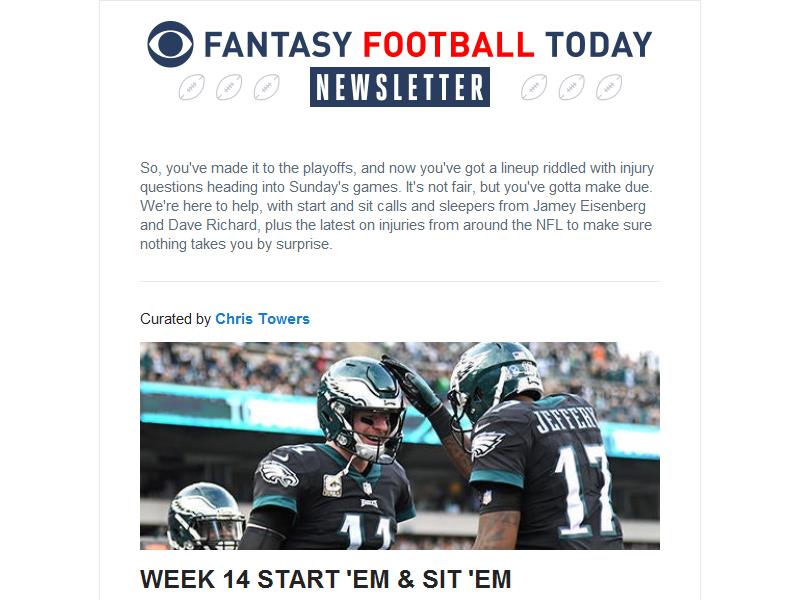 FANTASY FOOTBALL TODAY
NEWSLETTER
So, you've made it to the playoffs, and now you've got a lineup riddled with injury
questions heading into Sunday's games. It's not fair, but you've gotta make due.
We're here to help, with start and sit calls and sleepers from Jamey Eisenberg
and Dave Richard, plus the latest on injuries from around the NFL to make sure
nothing takes you by surprise.
Curated by Chris Towers
JEFFERY
17
11
WEEK 14 START 'EM & SIT 'EM